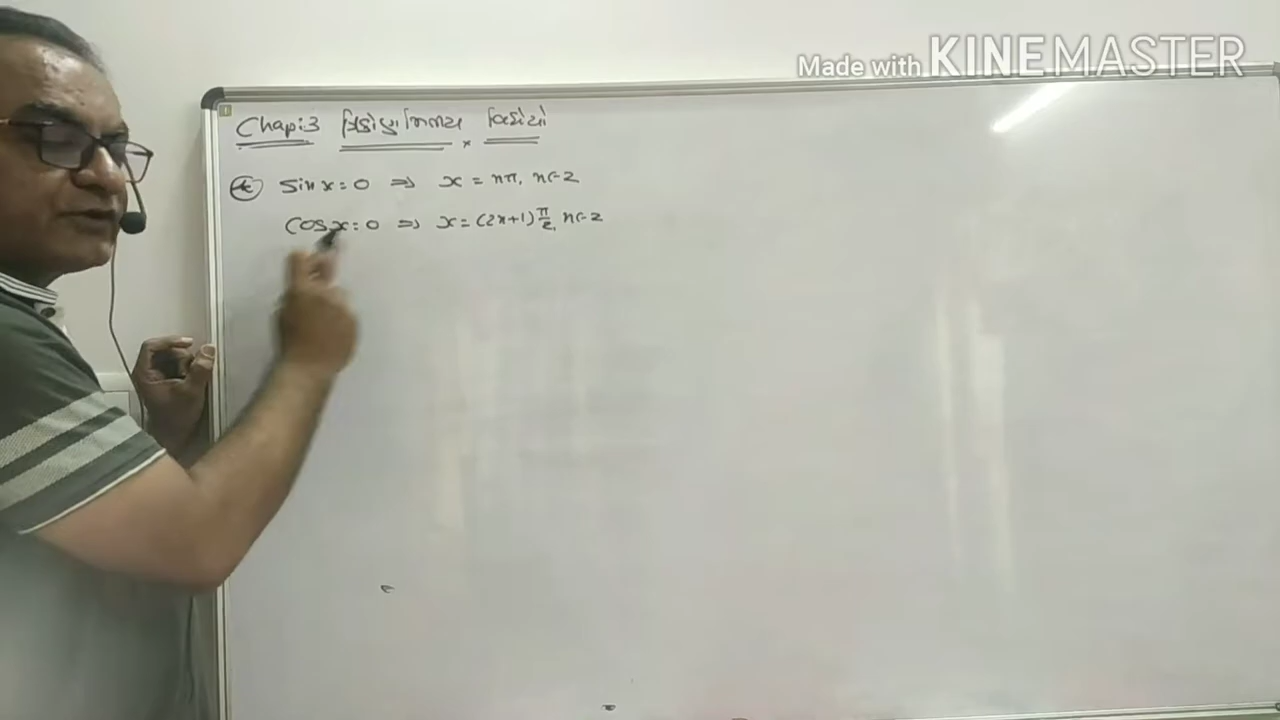 Made with KINEMASTER
Chap:3 ત્રિકોણમિતીય વિધેયો
* sin x = 0 ⇒ x = nπ, n∈Z
cos x = 0 ⇒ x = (2n+1) π/2, n∈Z